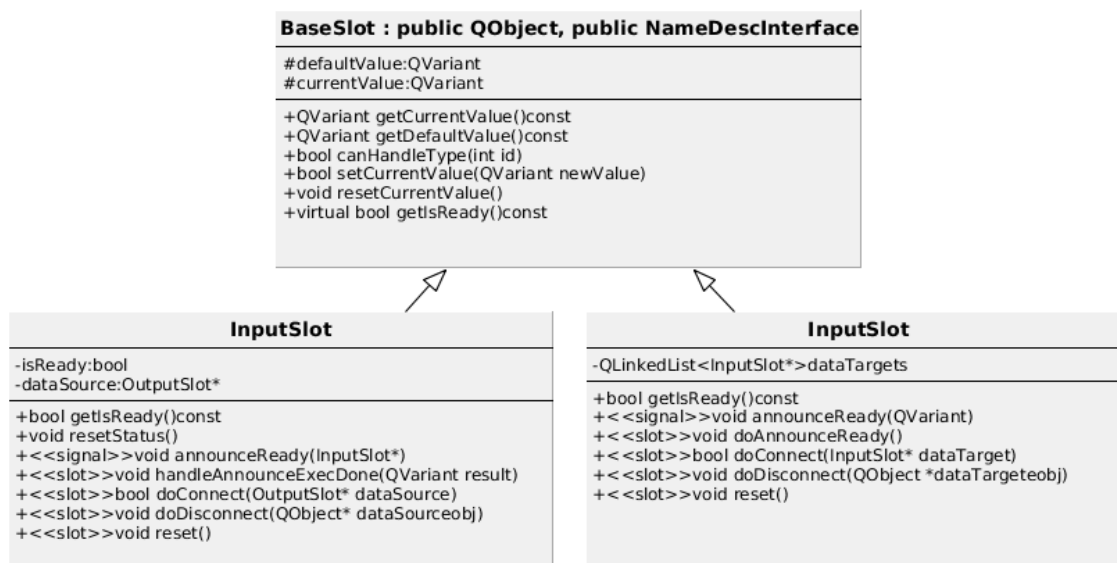 BaseSlot : public QObject, public NameDescInterface
#defaultValue:QVariant
#currentValue:QVariant
+QVariant getCurrentValue()const
+QVariant getDefaultValue()const
+bool canHandleType(int id)
+bool setCurrentValue(QVariant newValue)
+void resetCurrentValue()
+virtual bool getIsReady()const
InputSlot
-isReady:bool
-dataSource:OutputSlot*
+bool getIsReady()const
+void resetStatus()
+<<signal>>void announceReady(InputSlot*)
+<<slot>>void handleAnnounceExecDone(QVariant result)
+<<slot>>bool doConnect(OutputSlot* dataSource)
+<<slot>>void doDisconnect(QObject* dataSourceobj)
+<<slot>>void reset()
InputSlot
-QLinkedList<InputSlot*>dataTargets
+bool getIsReady()const
+<<signal>>void announceReady(QVariant)
+<<slot>>void doAnnounceReady()
+<<slot>>bool doConnect(InputSlot* dataTarget)
+<<slot>>void doDisconnect(QObject *dataTargeteobj)
+<<slot>>void reset()